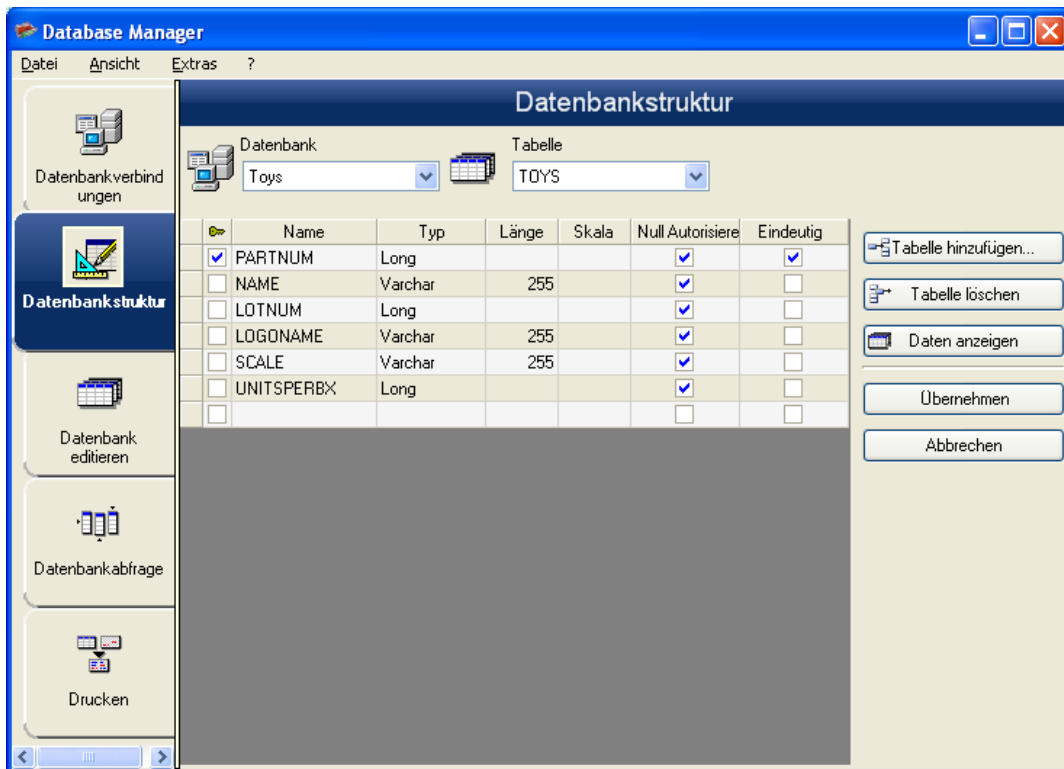 Database Manager
Datei Ansicht Extras ?
Datenbankverbind
ungen
Datenbankstruktur
Datenbank
editieren
Datenbankabfrage
Drucken
Datenbankstruktur
Datenbank
Toys
Tabelle
TOYS
Name Typ Länge Skala Null Autorisiere Eindeutig
PARTNUM Long
NAME Varchar 255
LOTNUM Long
LOGONAME Varchar 255
SCALE Varchar 255
UNITSPERBX Long
Tabelle hinzufügen...
Tabelle löschen
Daten anzeigen
Übernehmen
Abbrechen